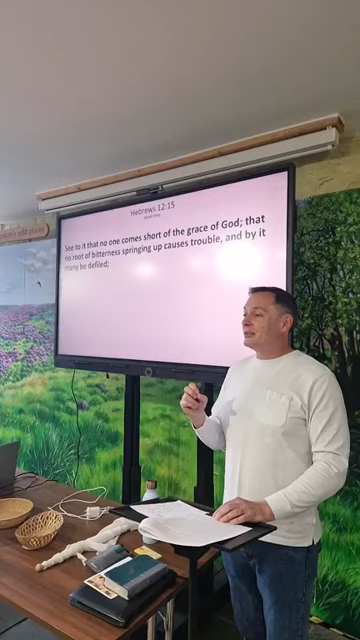 Hebrews 12:15
See to it that no one comes short of the grace of God; that
no root of bitterness springing up causes trouble, and by it
many be defiled;